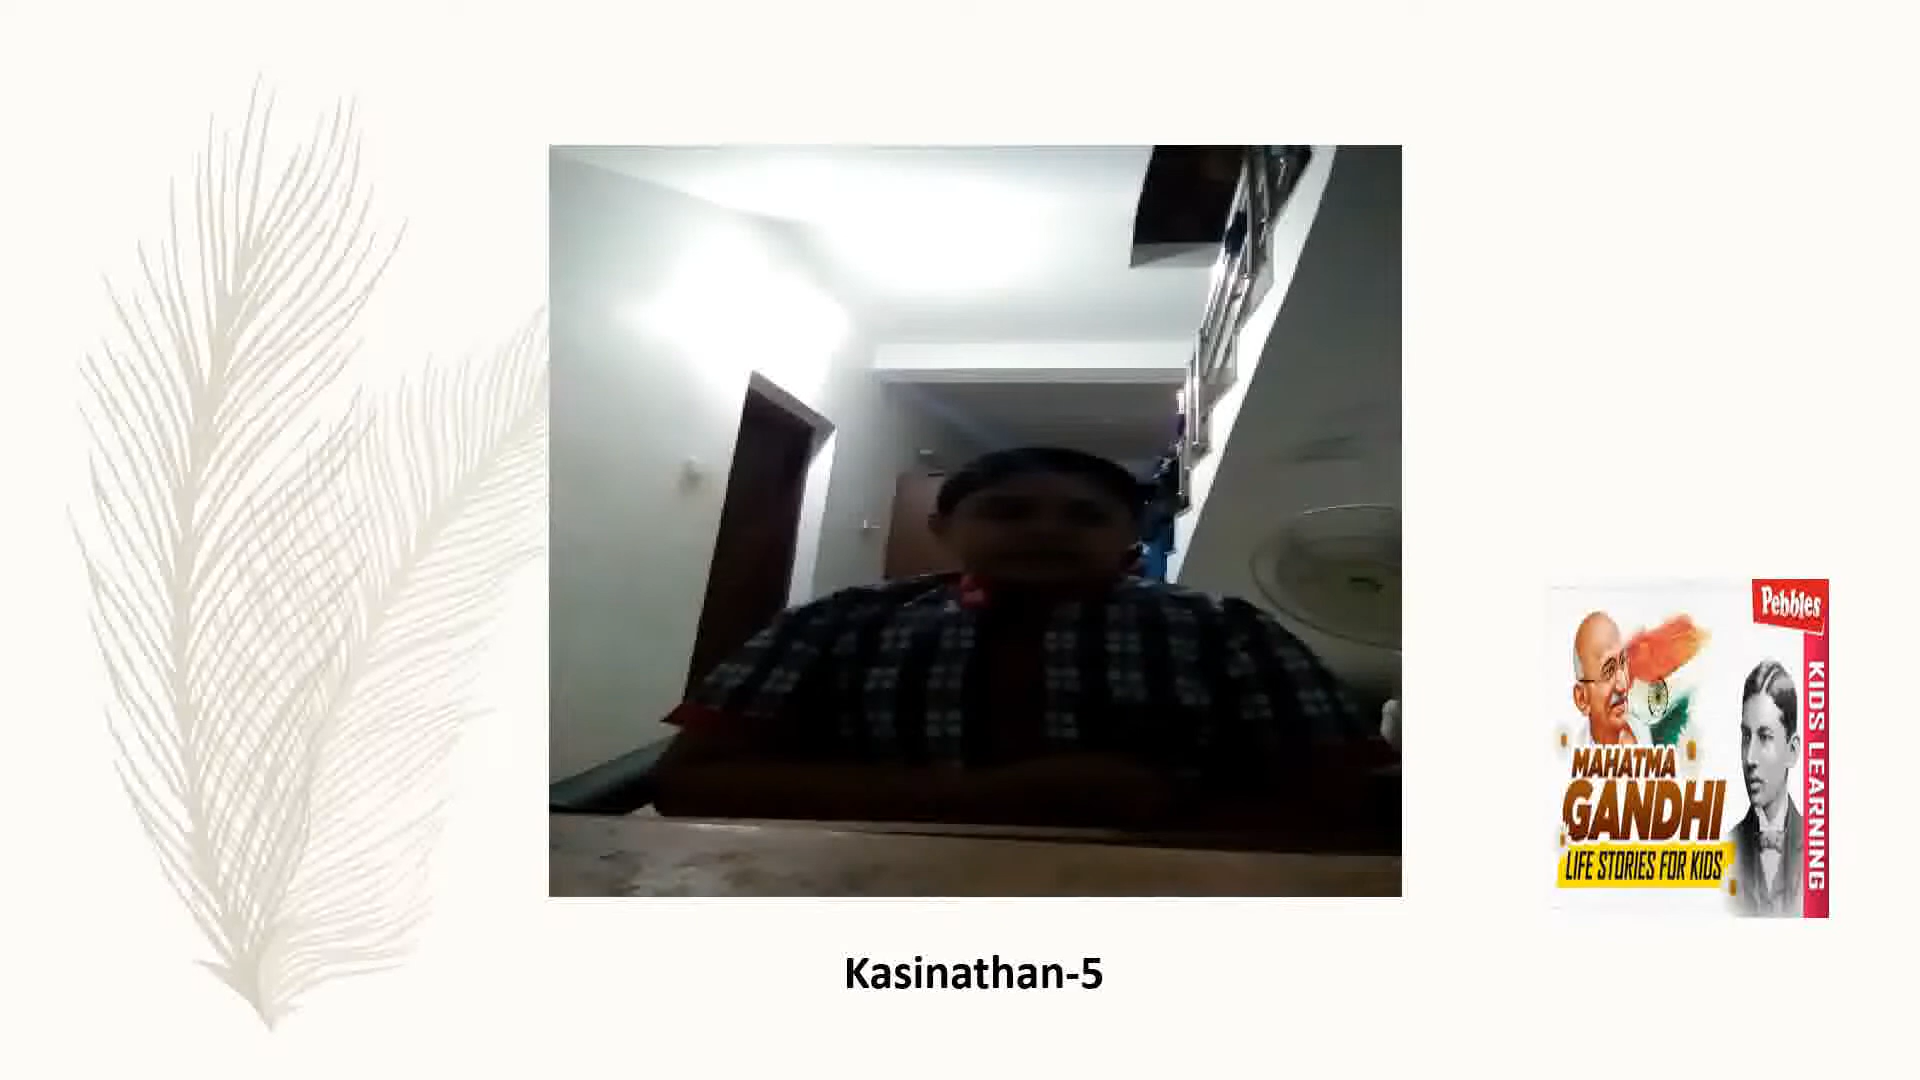 Pebbles
KIDS LEARNING
MAHATMA
GANDHI
LIFE STORIES FOR KIDS
Kasinathan-5